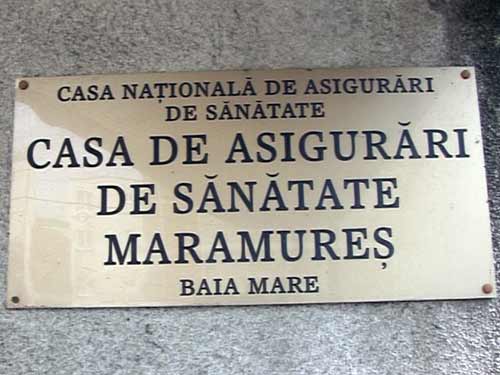 CASA NAȚIONALĂ DE ASIGURĂRI
DE SĂNĂTATE
CASA DE ASIGURĂRI
DE SĂNĂTATE
MARAMUREȘ
BAIA MARE